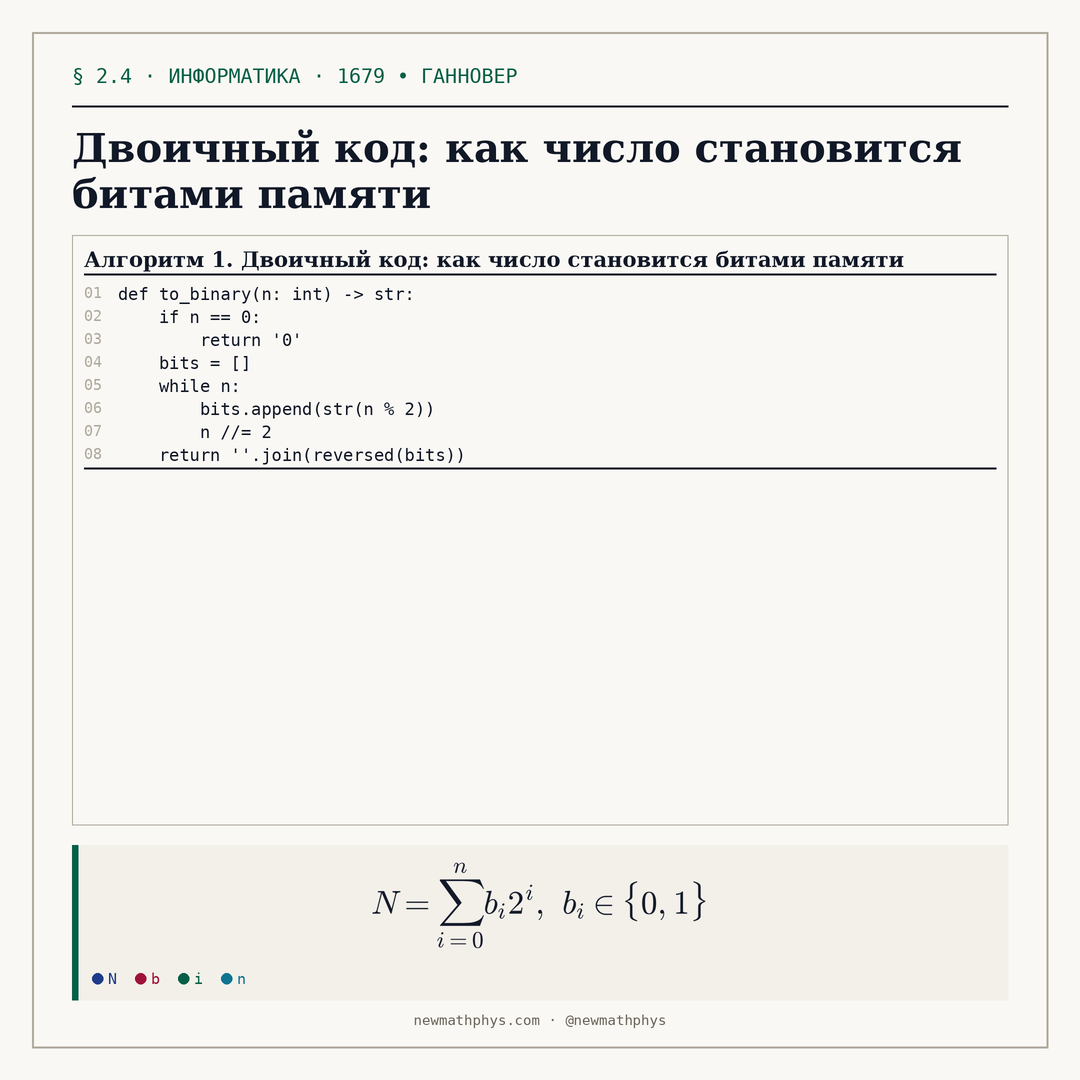 § 2.4 · ИНФОРМАТИКА · 1679 • ГАННОВЕР
Двоичный код: как число становится
битами памяти
Алгоритм 1. Двоичный код: как число становится битами памяти
01 def to_binary(n: int) -> str:
02     if n == 0:
03         return '0'
04     bits = []
05     while n:
06         bits.append(str(n % 2))
07         n //= 2
08     return ''.join(reversed(bits))
N = \sum_{i=0}^{n} b_i 2^i, b_i ∈ {0, 1}
N b i n
newmathphys.com · @newmathphys